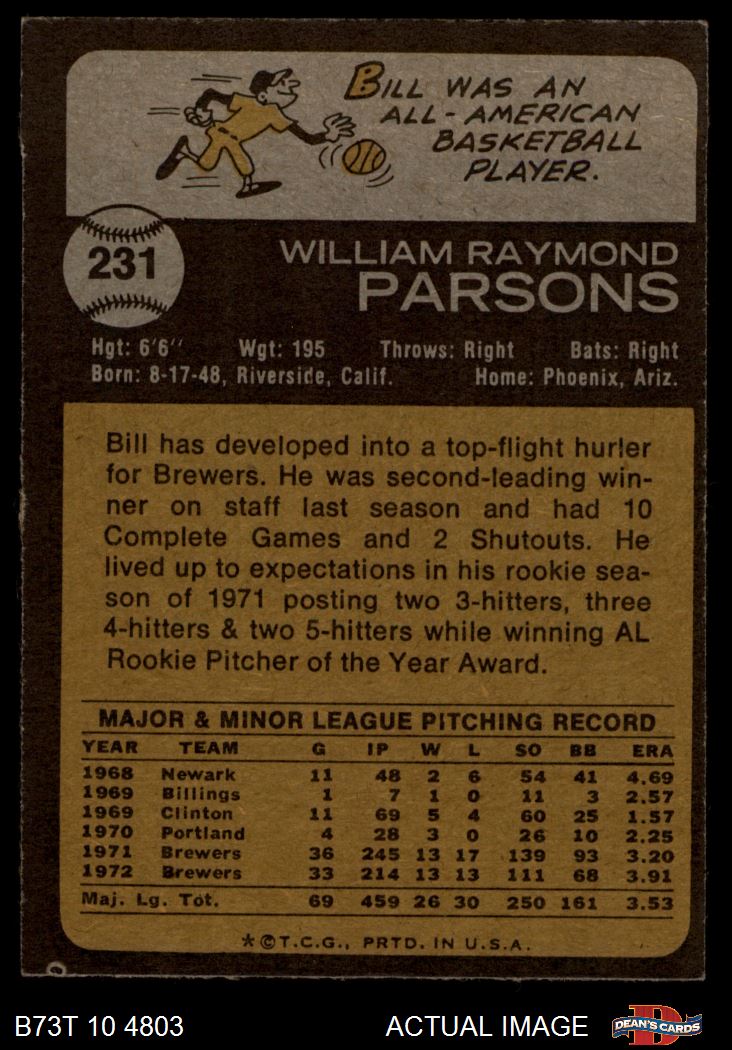 BILL WAS AN
ALL-AMERICAN
BASKETBALL
PLAYER.
231
WILLIAM RAYMOND
PARSONS
Hgt: 6'6" Wgt: 195 Throws: Right Bats: Right
Born: 8-17-48, Riverside, Calif. Home: Phoenix, Ariz.
Bill has developed into a top-flight hurler
for Brewers. He was second-leading win-
ner on staff last season and had 10
Complete Games and 2 Shutouts. He
lived up to expectations in his rookie sea-
son of 1971 posting two 3-hitters, three
4-hitters & two 5-hitters while winning AL
Rookie Pitcher of the Year Award.
MAJOR & MINOR LEAGUE PITCHING RECORD
YEAR TEAM G IP W L SO BB ERA
1968 Newark 11 48 2 6 54 41 4.69
1969 Billings 1 7 1 0 11 3 2.57
1969 Clinton 11 69 5 4 60 25 1.57
1970 Portland 4 28 3 0 26 10 2.25
1971 Brewers 36 245 13 17 139 93 3.20
1972 Brewers 33 214 13 13 111 68 3.91
Maj. Lg. Tot. 69 459 26 30 250 161 3.53
*©T.C.G., PRTD. IN U.S.A.
B73T 10 4803 ACTUAL IMAGE DEAN'S CARDS